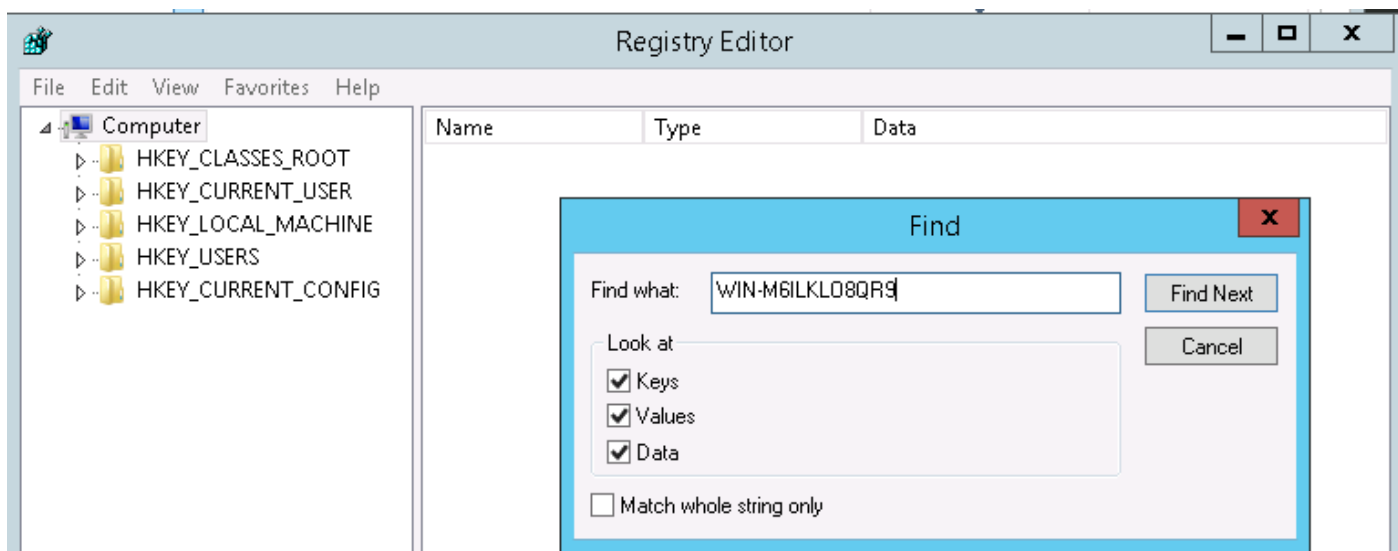 Registry Editor
File Edit View Favorites Help
Computer
HKEY_CLASSES_ROOT
HKEY_CURRENT_USER
HKEY_LOCAL_MACHINE
HKEY_USERS
HKEY_CURRENT_CONFIG
Name Type Data
Find
Find what: WIN-M6ILKLO8QR9 Find Next
Look at Cancel
Keys
Values
Data
Match whole string only